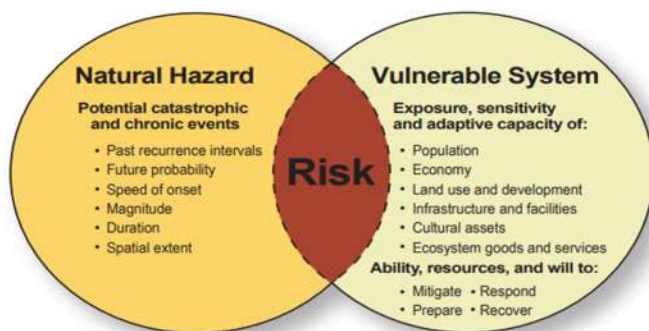 Natural Hazard
Potential catastrophic
and chronic events
• Past recurrence intervals
• Future probability
• Speed of onset
• Magnitude
• Duration
• Spatial extent
Risk
Vulnerable System
Exposure, sensitivity
and adaptive capacity of:
• Population
• Economy
• Land use and development
• Infrastructure and facilities
• Cultural assets
• Ecosystem goods and services
Ability, resources, and will to:
• Mitigate • Respond
• Prepare • Recover